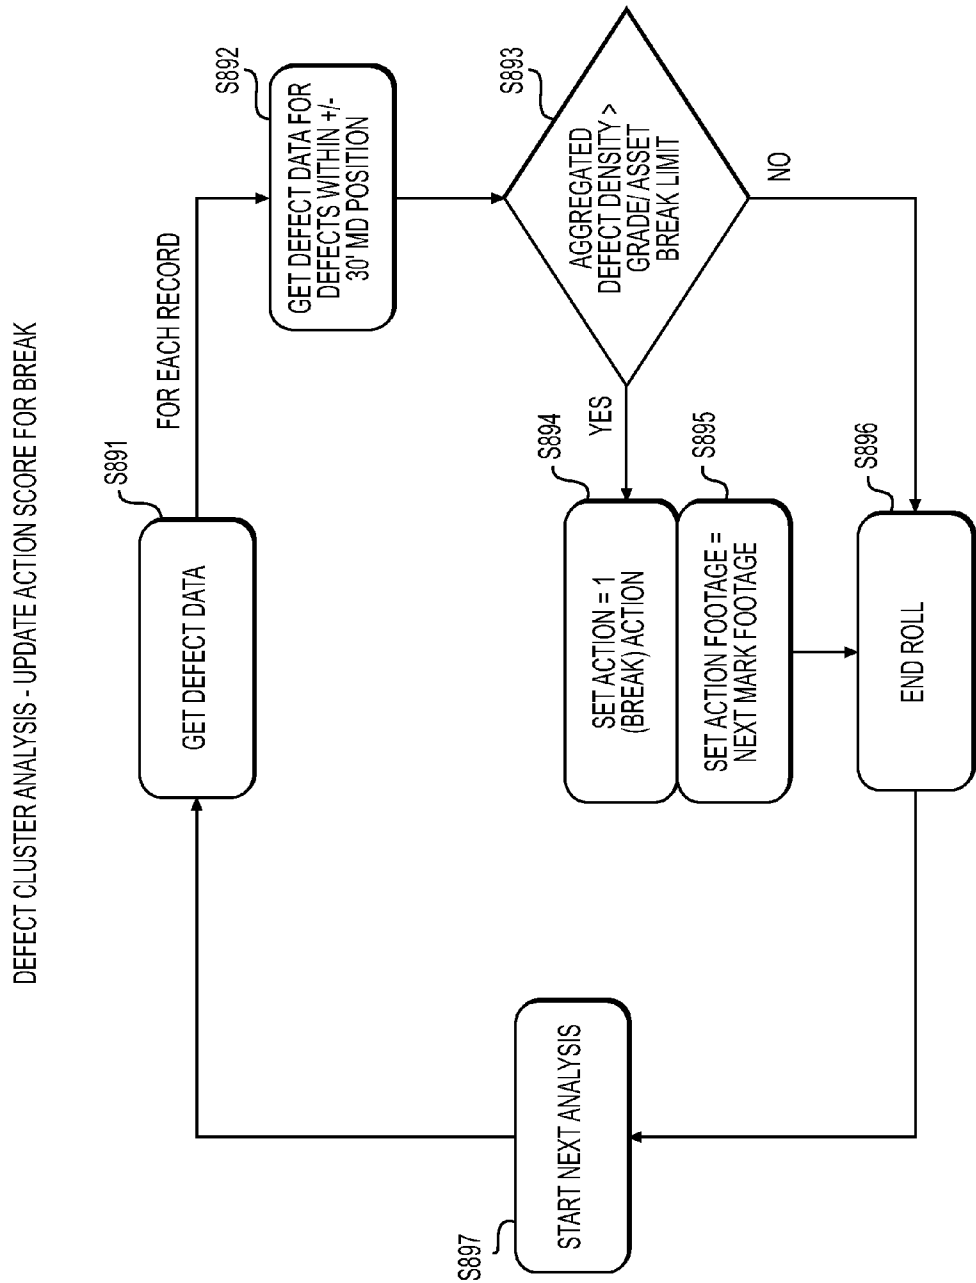 DEFECT CLUSTER ANALYSIS - UPDATE ACTION SCORE FOR BREAK
S891
GET DEFECT DATA
FOR EACH RECORD
S892
GET DEFECT DATA FOR
DEFECTS WITHIN +/-
30' MD POSITION
S893
AGGREGATED
DEFECT DENSITY >
GRADE/ ASSET
BREAK LIMIT
YES
NO
S894
SET ACTION = 1
(BREAK) ACTION
S895
SET ACTION FOOTAGE =
NEXT MARK FOOTAGE
S896
END ROLL
S897
START NEXT ANALYSIS